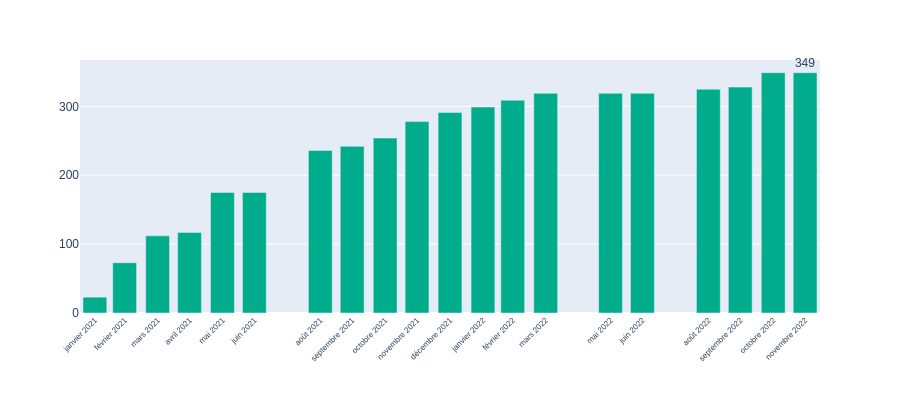 349
300
200
100
0
janvier 2021
février 2021
mars 2021
avril 2021
mai 2021
juin 2021
août 2021
septembre 2021
octobre 2021
novembre 2021
décembre 2021
janvier 2022
février 2022
mars 2022
mai 2022
juin 2022
août 2022
septembre 2022
octobre 2022
novembre 2022